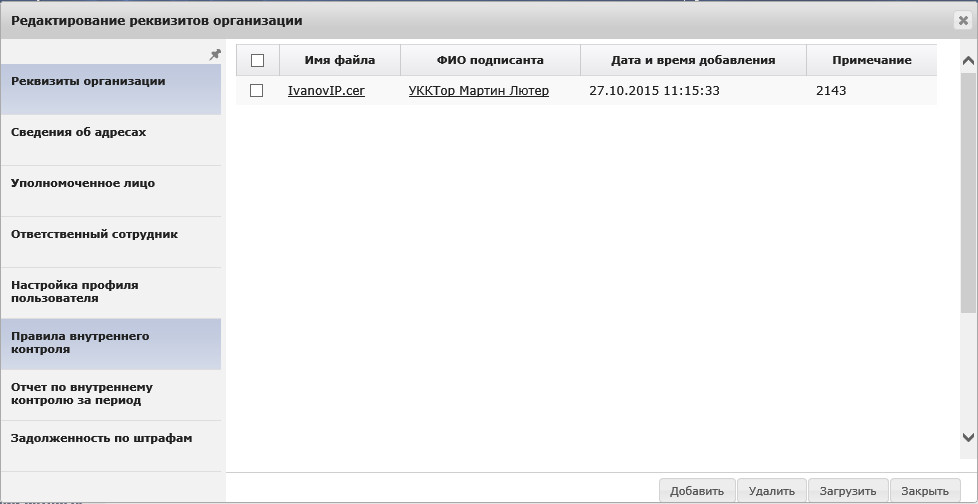 Редактирование реквизитов организации
Реквизиты организации
Сведения об адресах
Уполномоченное лицо
Ответственный сотрудник
Настройка профиля
пользователя
Правила внутреннего
контроля
Отчет по внутреннему
контролю за период
Задолженность по штрафам
Имя файла ФИО подписанта Дата и время добавления Примечание
IvanovIP.cer УККТор Мартин Лютер 27.10.2015 11:15:33 2143
Добавить Удалить Загрузить Закрыть